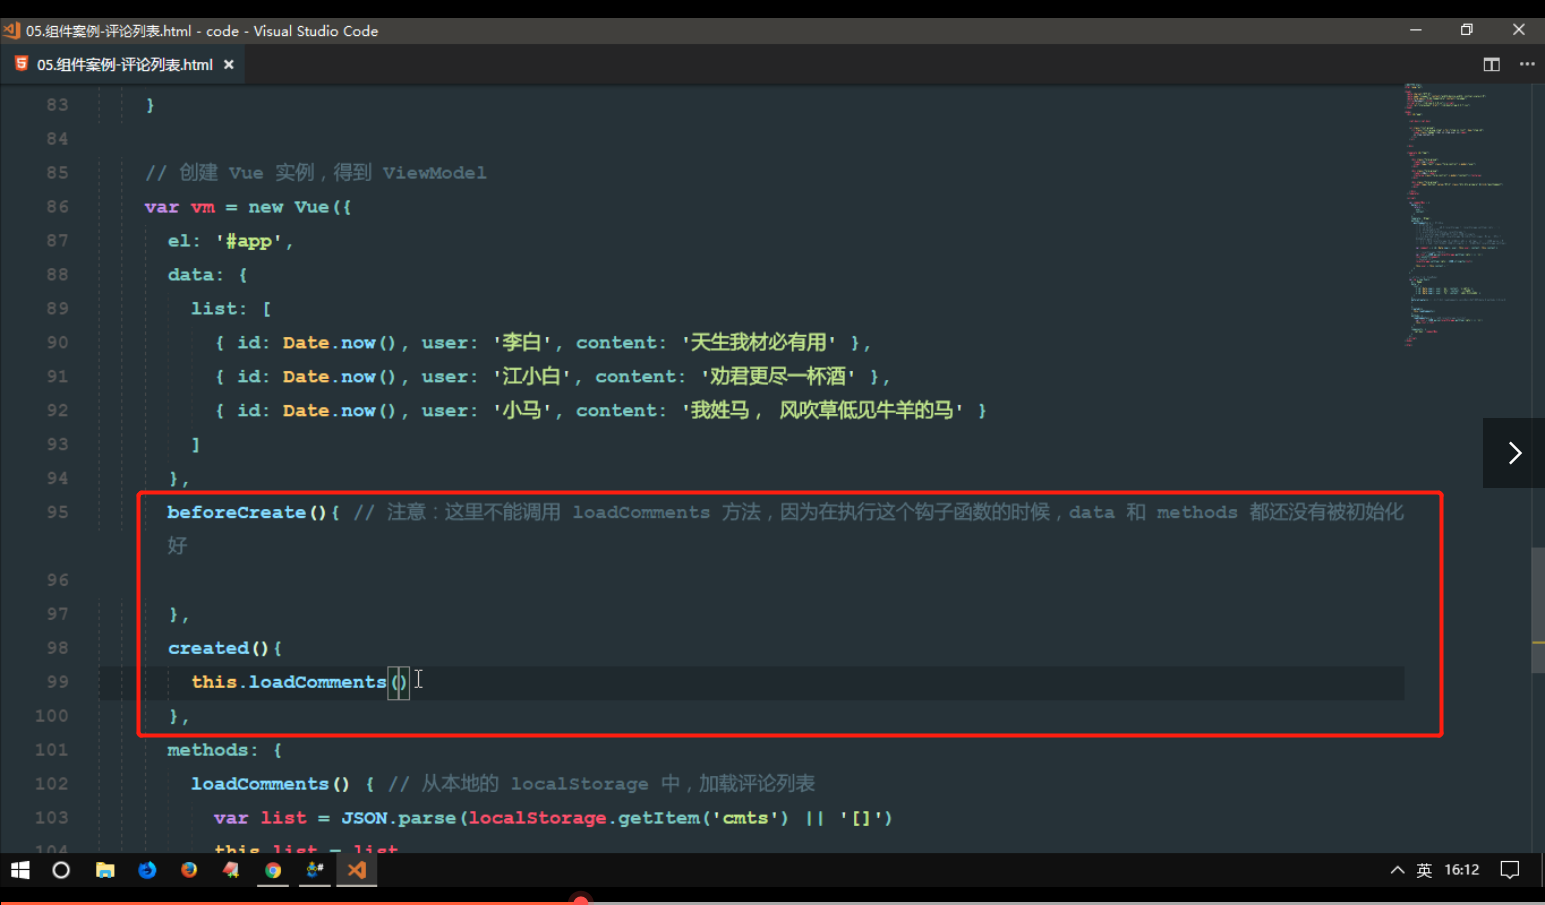 05.组件案例-评论列表.html - code - Visual Studio Code
05.组件案例-评论列表.html
83 }
84
85 // 创建 Vue 实例，得到 ViewModel
86 var vm = new Vue({
87 el: '#app',
88 data: {
89 list: [
90 { id: Date.now(), user: '李白', content: '天生我材必有用' },
91 { id: Date.now(), user: '江小白', content: '劝君更尽一杯酒' },
92 { id: Date.now(), user: '小马', content: '我姓马， 风吹草低见牛羊的马' }
93 ]
94 },
95 beforeCreate(){ // 注意：这里不能调用 loadComments 方法，因为在执行这个钩子函数的时候，data 和 methods 都还没有被初始化
好
96
97 },
98 created(){
99 this.loadComments()
100 },
101 methods: {
102 loadComments() { // 从本地的 localStorage 中，加载评论列表
103 var list = JSON.parse(localStorage.getItem('cmts') || '[]')
104 this.list = list
英 16:12